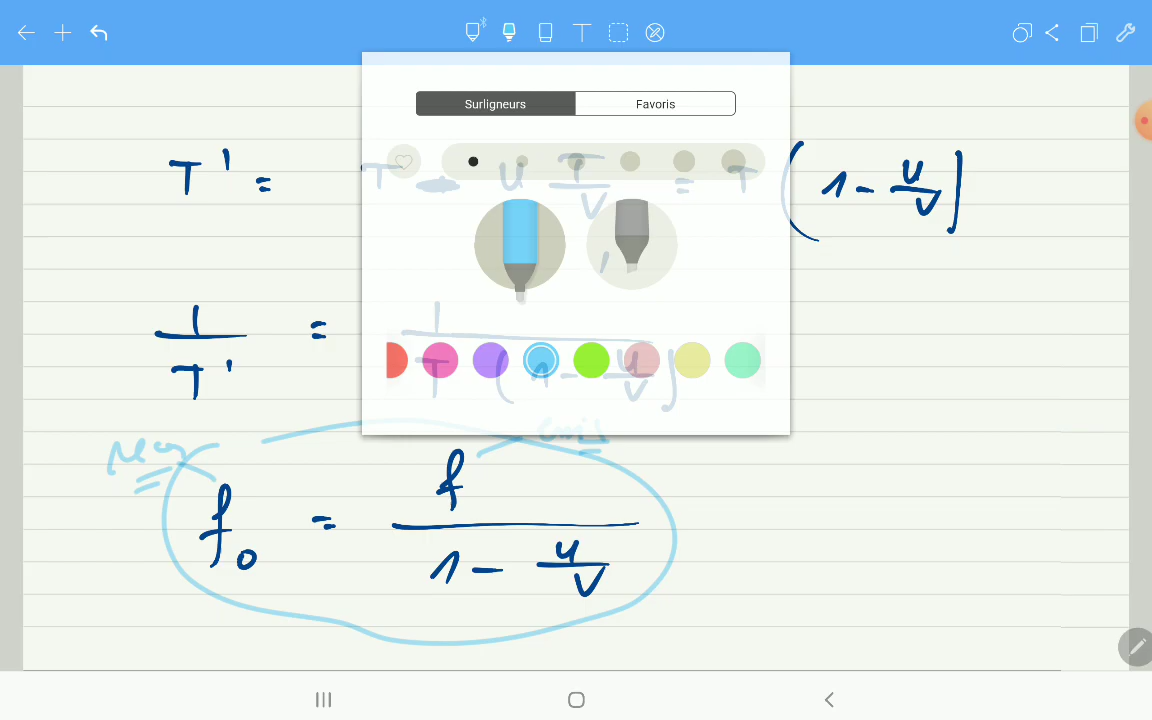 Surligneurs Favoris
T' = T - u T/v = T (1 - u/v)
1/T' = 1/T(1 - u/v)
f₀ = f/(1 - u/v)